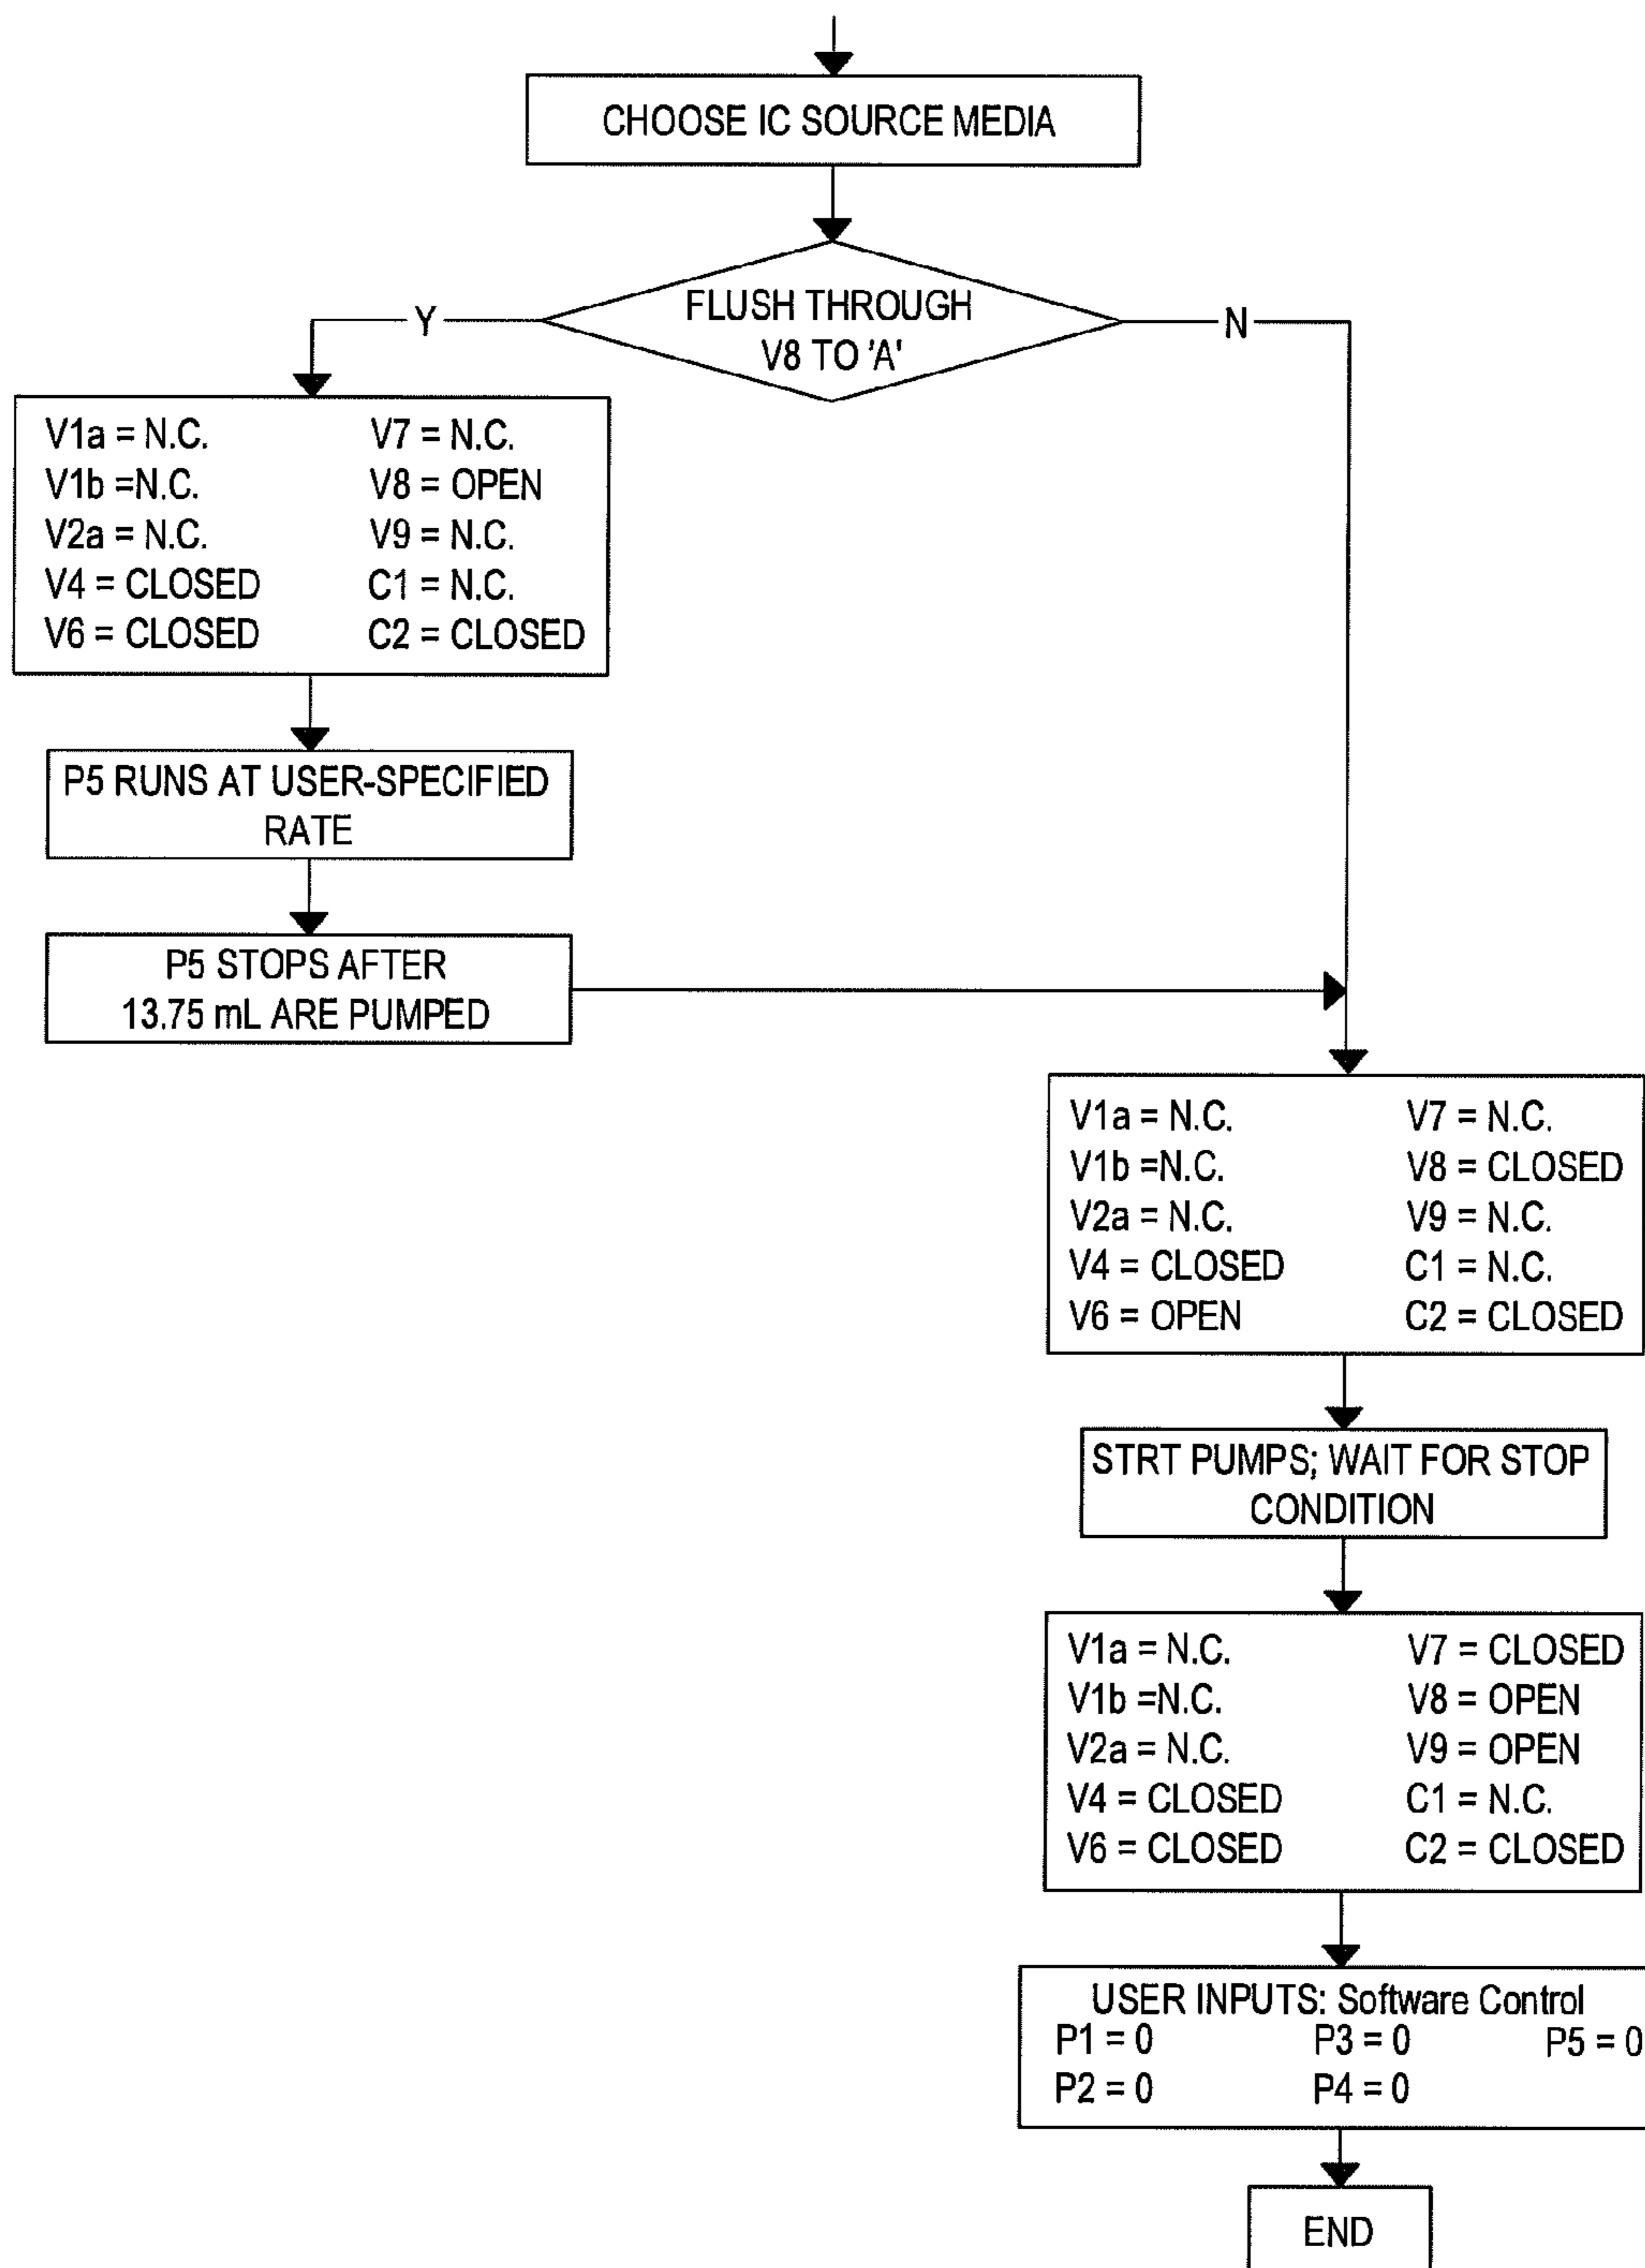 CHOOSE IC SOURCE MEDIA
FLUSH THROUGH
V8 TO 'A'
Y
N
V1a = N.C. V7 = N.C.
V1b =N.C. V8 = OPEN
V2a = N.C. V9 = N.C.
V4 = CLOSED C1 = N.C.
V6 = CLOSED C2 = CLOSED
P5 RUNS AT USER-SPECIFIED
RATE
P5 STOPS AFTER
13.75 mL ARE PUMPED
V1a = N.C. V7 = N.C.
V1b =N.C. V8 = CLOSED
V2a = N.C. V9 = N.C.
V4 = CLOSED C1 = N.C.
V6 = OPEN C2 = CLOSED
STRT PUMPS; WAIT FOR STOP
CONDITION
V1a = N.C. V7 = CLOSED
V1b =N.C. V8 = OPEN
V2a = N.C. V9 = OPEN
V4 = CLOSED C1 = N.C.
V6 = CLOSED C2 = CLOSED
USER INPUTS: Software Control
P1 = 0 P3 = 0 P5 = 0
P2 = 0 P4 = 0
END